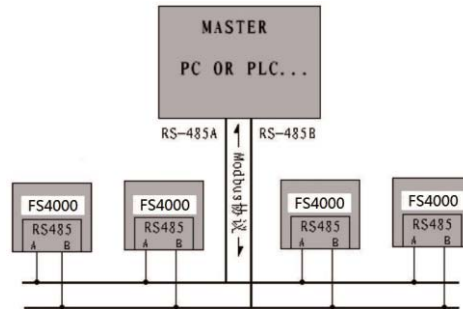 MASTER
PC OR PLC...
RS-485A
RS-485B
Modbus协议
FS4000
RS485
A B
FS4000
RS485
A B
FS4000
RS485
A B
FS4000
RS485
A B